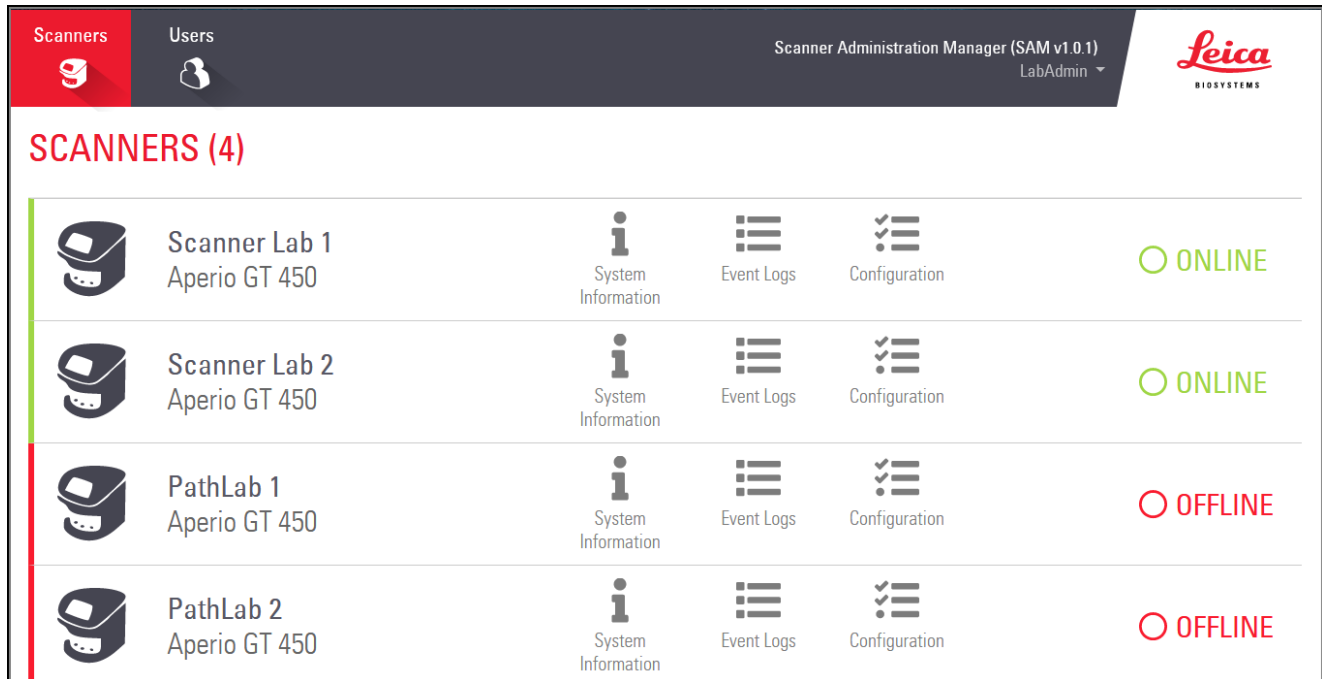 Scanners
Users
Scanner Administration Manager (SAM v1.0.1)
LabAdmin
Leica
BIOSYSTEMS
SCANNERS (4)
Scanner Lab 1
Aperio GT 450
System
Information
Event Logs
Configuration
ONLINE
Scanner Lab 2
Aperio GT 450
System
Information
Event Logs
Configuration
ONLINE
PathLab 1
Aperio GT 450
System
Information
Event Logs
Configuration
OFFLINE
PathLab 2
Aperio GT 450
System
Information
Event Logs
Configuration
OFFLINE